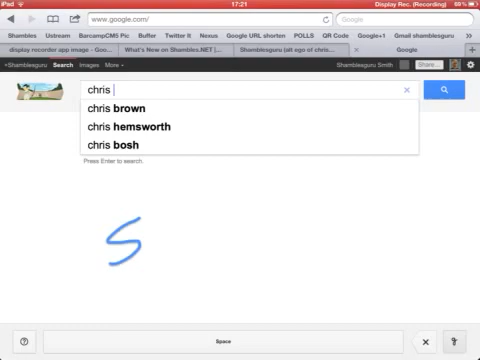 iPad 17:21 Display Rec. (Recording) 88%
www.google.com/ Google
Shambles Ustream BarcampCM5 Pic Buffer Twitter It Nexus Google URL shorten POLLS QR Code Google+1 Gmail shamblesguru
display recorder app image - Goo... What's New on Shambles.NET |... Shamblesguru (alt ego of chris... Google
+Shamblesguru Search Images More Shamblesguru Smith Share...
chris
chris brown
chris hemsworth
chris bosh
Press Enter to search.
S
Space